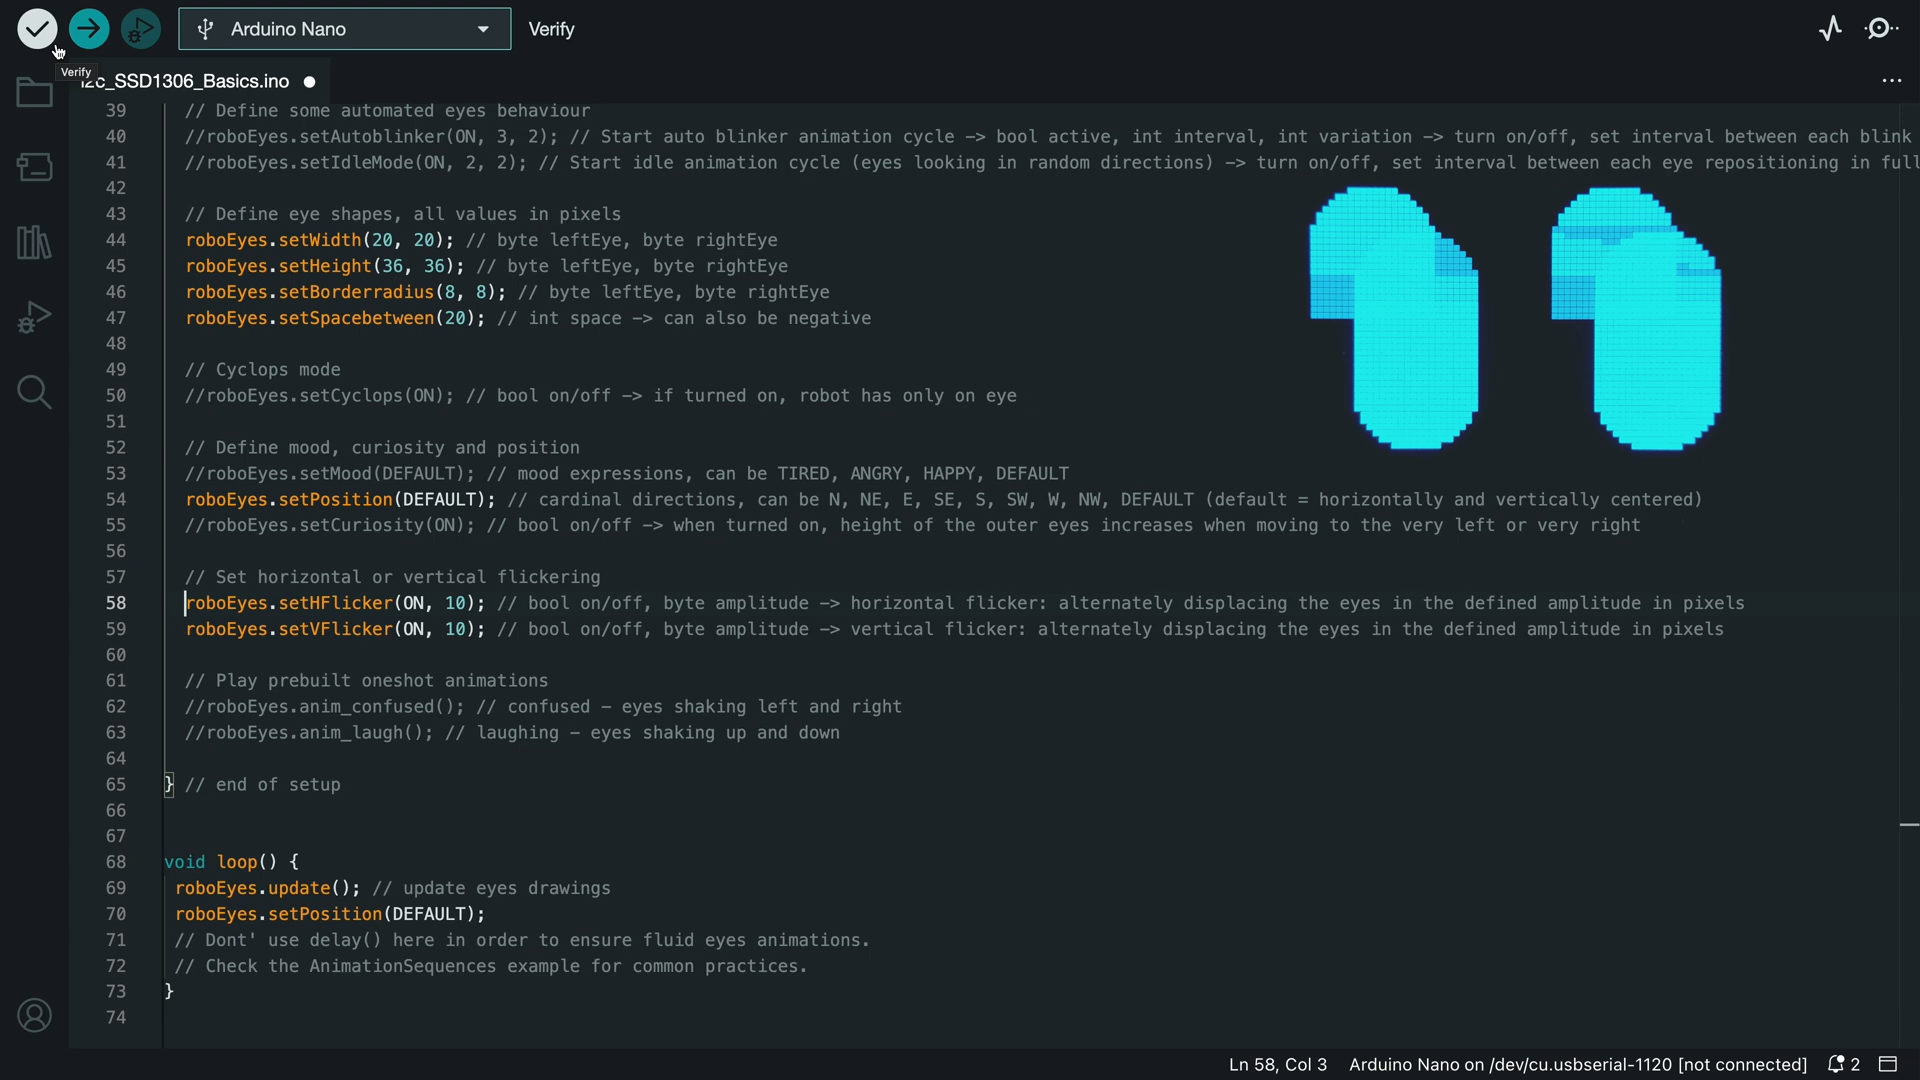 Arduino Nano
Verify
Verify
i2c_SSD1306_Basics.ino
39 // Define some automated eyes behaviour
40 //roboEyes.setAutoblinker(ON, 3, 2); // Start auto blinker animation cycle -> bool active, int interval, int variation -> turn on/off, set interval between each blink
41 //roboEyes.setIdleMode(ON, 2, 2); // Start idle animation cycle (eyes looking in random directions) -> turn on/off, set interval between each eye repositioning in full
42
43 // Define eye shapes, all values in pixels
44 roboEyes.setWidth(20, 20); // byte leftEye, byte rightEye
45 roboEyes.setHeight(36, 36); // byte leftEye, byte rightEye
46 roboEyes.setBorderradius(8, 8); // byte leftEye, byte rightEye
47 roboEyes.setSpacebetween(20); // int space -> can also be negative
48
49 // Cyclops mode
50 //roboEyes.setCyclops(ON); // bool on/off -> if turned on, robot has only on eye
51
52 // Define mood, curiosity and position
53 //roboEyes.setMood(DEFAULT); // mood expressions, can be TIRED, ANGRY, HAPPY, DEFAULT
54 roboEyes.setPosition(DEFAULT); // cardinal directions, can be N, NE, E, SE, S, SW, W, NW, DEFAULT (default = horizontally and vertically centered)
55 //roboEyes.setCuriosity(ON); // bool on/off -> when turned on, height of the outer eyes increases when moving to the very left or very right
56
57 // Set horizontal or vertical flickering
58 roboEyes.setHFlicker(ON, 10); // bool on/off, byte amplitude -> horizontal flicker: alternately displacing the eyes in the defined amplitude in pixels
59 roboEyes.setVFlicker(ON, 10); // bool on/off, byte amplitude -> vertical flicker: alternately displacing the eyes in the defined amplitude in pixels
60
61 // Play prebuilt oneshot animations
62 //roboEyes.anim_confused(); // confused – eyes shaking left and right
63 //roboEyes.anim_laugh(); // laughing – eyes shaking up and down
64
65 } // end of setup
66
67
68 void loop() {
69 roboEyes.update(); // update eyes drawings
70 roboEyes.setPosition(DEFAULT);
71 // Dont' use delay() here in order to ensure fluid eyes animations.
72 // Check the AnimationSequences example for common practices.
73 }
74
Ln 58, Col 3 Arduino Nano on /dev/cu.usbserial-1120 [not connected] 2